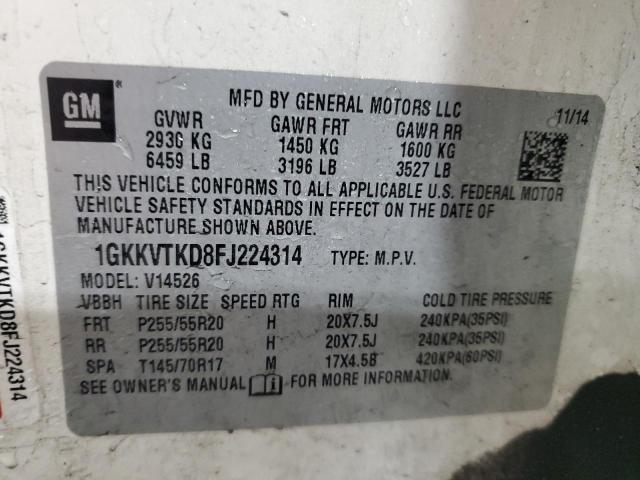 GM
MFD BY GENERAL MOTORS LLC
11/14
GVWR GAWR FRT GAWR RR
2930 KG 1450 KG 1600 KG
6459 LB 3196 LB 3527 LB
THIS VEHICLE CONFORMS TO ALL APPLICABLE U.S. FEDERAL MOTOR
VEHICLE SAFETY STANDARDS IN EFFECT ON THE DATE OF
MANUFACTURE SHOWN ABOVE.
1GKKVTKD8FJ224314 TYPE: M.P.V.
MODEL: V14526
VBBH TIRE SIZE SPEED RTG RIM COLD TIRE PRESSURE
FRT P255/55R20 H 20X7.5J 240KPA(35PSI)
RR P255/55R20 H 20X7.5J 240KPA(35PSI)
SPA T145/70R17 M 17X4.5B 420KPA(60PSI)
SEE OWNER'S MANUAL FOR MORE INFORMATION.
1GKKVTKD8FJ224314